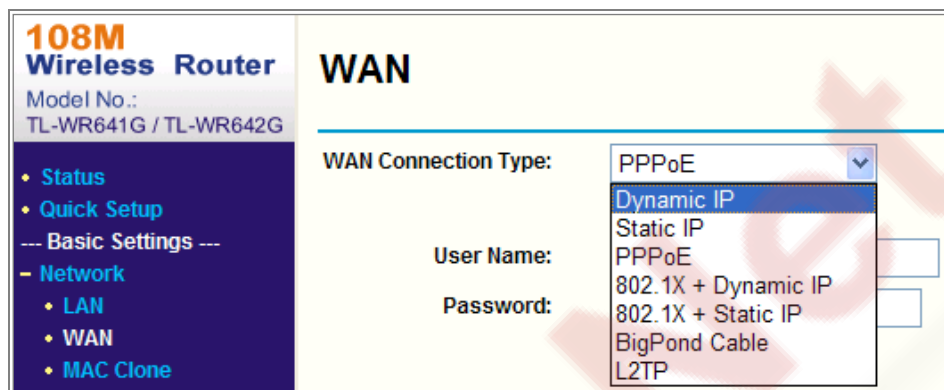 108M
Wireless Router
Model No.:
TL-WR641G / TL-WR642G
Status
Quick Setup
--- Basic Settings ---
Network
LAN
WAN
MAC Clone
WAN
WAN Connection Type:
PPPoE
Dynamic IP
Static IP
PPPoE
802.1X + Dynamic IP
802.1X + Static IP
BigPond Cable
L2TP
User Name:
Password: